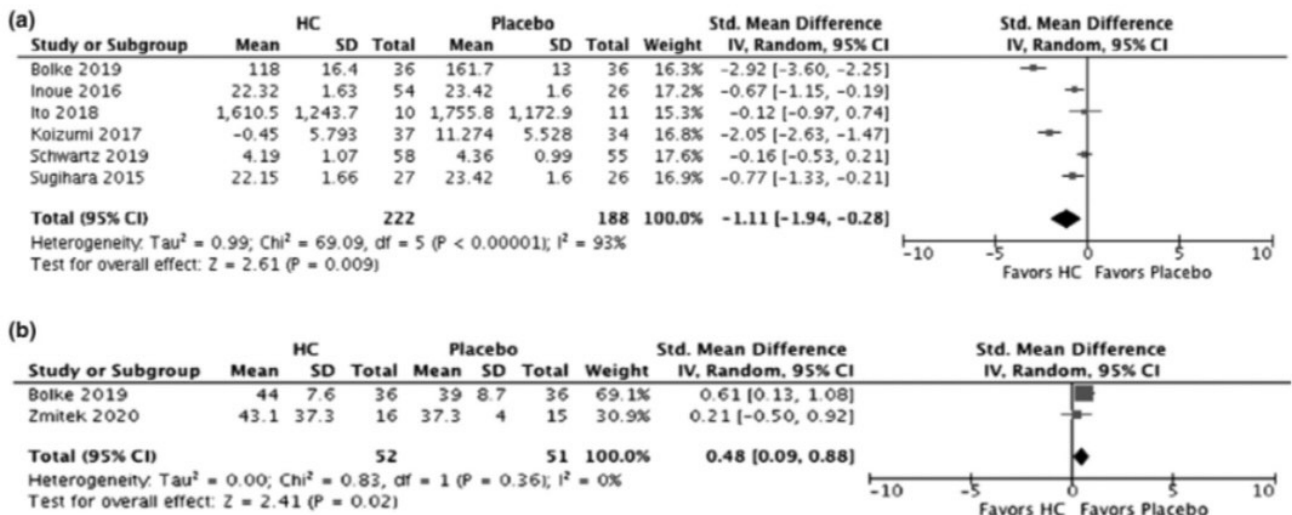 (a)
HC Placebo Std. Mean Difference Std. Mean Difference
Study or Subgroup Mean SD Total Mean SD Total Weight IV, Random, 95% CI IV, Random, 95% CI
Bolke 2019 118 16.4 36 161.7 13 36 16.3% -2.92 [-3.60, -2.25]
Inoue 2016 22.32 1.63 54 23.42 1.6 26 17.2% -0.67 [-1.15, -0.19]
Ito 2018 1,610.5 1,243.7 10 1,755.8 1,172.9 11 15.3% -0.12 [-0.97, 0.74]
Koizumi 2017 -0.45 5.793 37 11.274 5.528 34 16.8% -2.05 [-2.63, -1.47]
Schwartz 2019 4.19 1.07 58 4.36 0.99 55 17.6% -0.16 [-0.53, 0.21]
Sugihara 2015 22.15 1.66 27 23.42 1.6 26 16.9% -0.77 [-1.33, -0.21]
Total (95% CI) 222 188 100.0% -1.11 [-1.94, -0.28]
Heterogeneity: Tau² = 0.99; Chi² = 69.09, df = 5 (P < 0.00001); I² = 93%
Test for overall effect: Z = 2.61 (P = 0.009)
-10 -5 0 5 10
Favors HC Favors Placebo
(b)
HC Placebo Std. Mean Difference Std. Mean Difference
Study or Subgroup Mean SD Total Mean SD Total Weight IV, Random, 95% CI IV, Random, 95% CI
Bolke 2019 44 7.6 36 39 8.7 36 69.1% 0.61 [0.13, 1.08]
Zmitek 2020 43.1 37.3 16 37.3 4 15 30.9% 0.21 [-0.50, 0.92]
Total (95% CI) 52 51 100.0% 0.48 [0.09, 0.88]
Heterogeneity: Tau² = 0.00; Chi² = 0.83, df = 1 (P = 0.36); I² = 0%
Test for overall effect: Z = 2.41 (P = 0.02)
-10 -5 0 5 10
Favors HC Favors Placebo